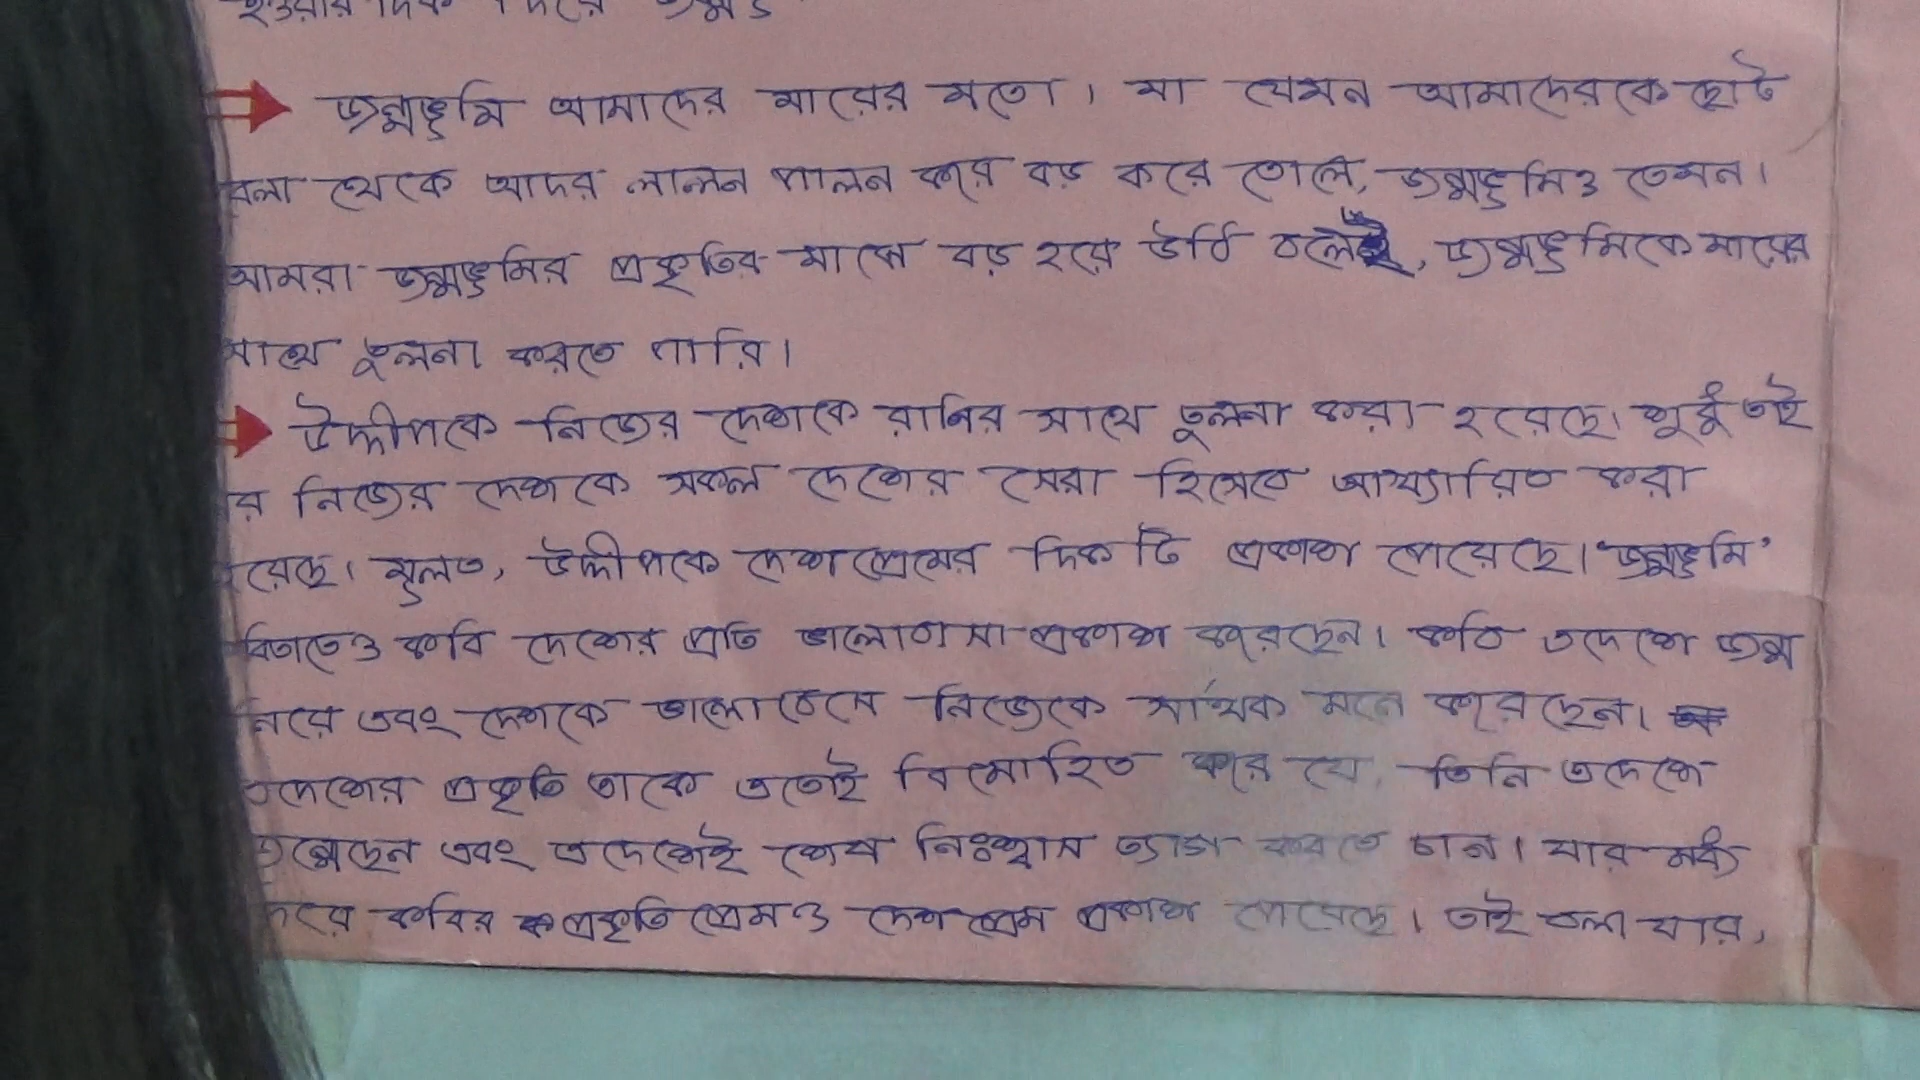 জন্মভূমি আমাদের মায়ের মতো। মা যেমন আমাদেরকে ছোট
বেলা থেকে আদর লালন পালন করে বড় করে তোলে, জন্মভূমিও তেমন।
আমরা জন্মভূমির প্রকৃতির মাঝে বড় হয়ে উঠি বলেই, জন্মভূমিকে মায়ের
সাথে তুলনা করতে পারি।
উদ্দীপকে নিজের দেশকে রানির সাথে তুলনা করা হয়েছে। শুধু তাই
নিজের দেশকে সকল দেশের সেরা হিসেবে আখ্যায়িত করা
য়েছে। মূলত, উদ্দীপকে দেশপ্রেমের দিকটি প্রকাশ পেয়েছে। 'জন্মভূমি'
বিতাতেও কবি দেশের প্রতি ভালোবাসা প্রকাশ করেছেন। কবি এদেশে জন্ম
নিয়ে এবং দেশকে ভালোবেসে নিজেকে সার্থক মনে করেছেন।
এদেশের প্রকৃতি তাকে এতোই বিমোহিত করে যে, তিনি এদেশে
জন্মেছেন এবং এদেশেই শেষ নিঃশ্বাস ত্যাগ করতে চান। যার মধ্য
দিয়ে কবির প্রকৃতিপ্রেম ও দেশপ্রেম প্রকাশ পেয়েছে। তাই বলা যায়,